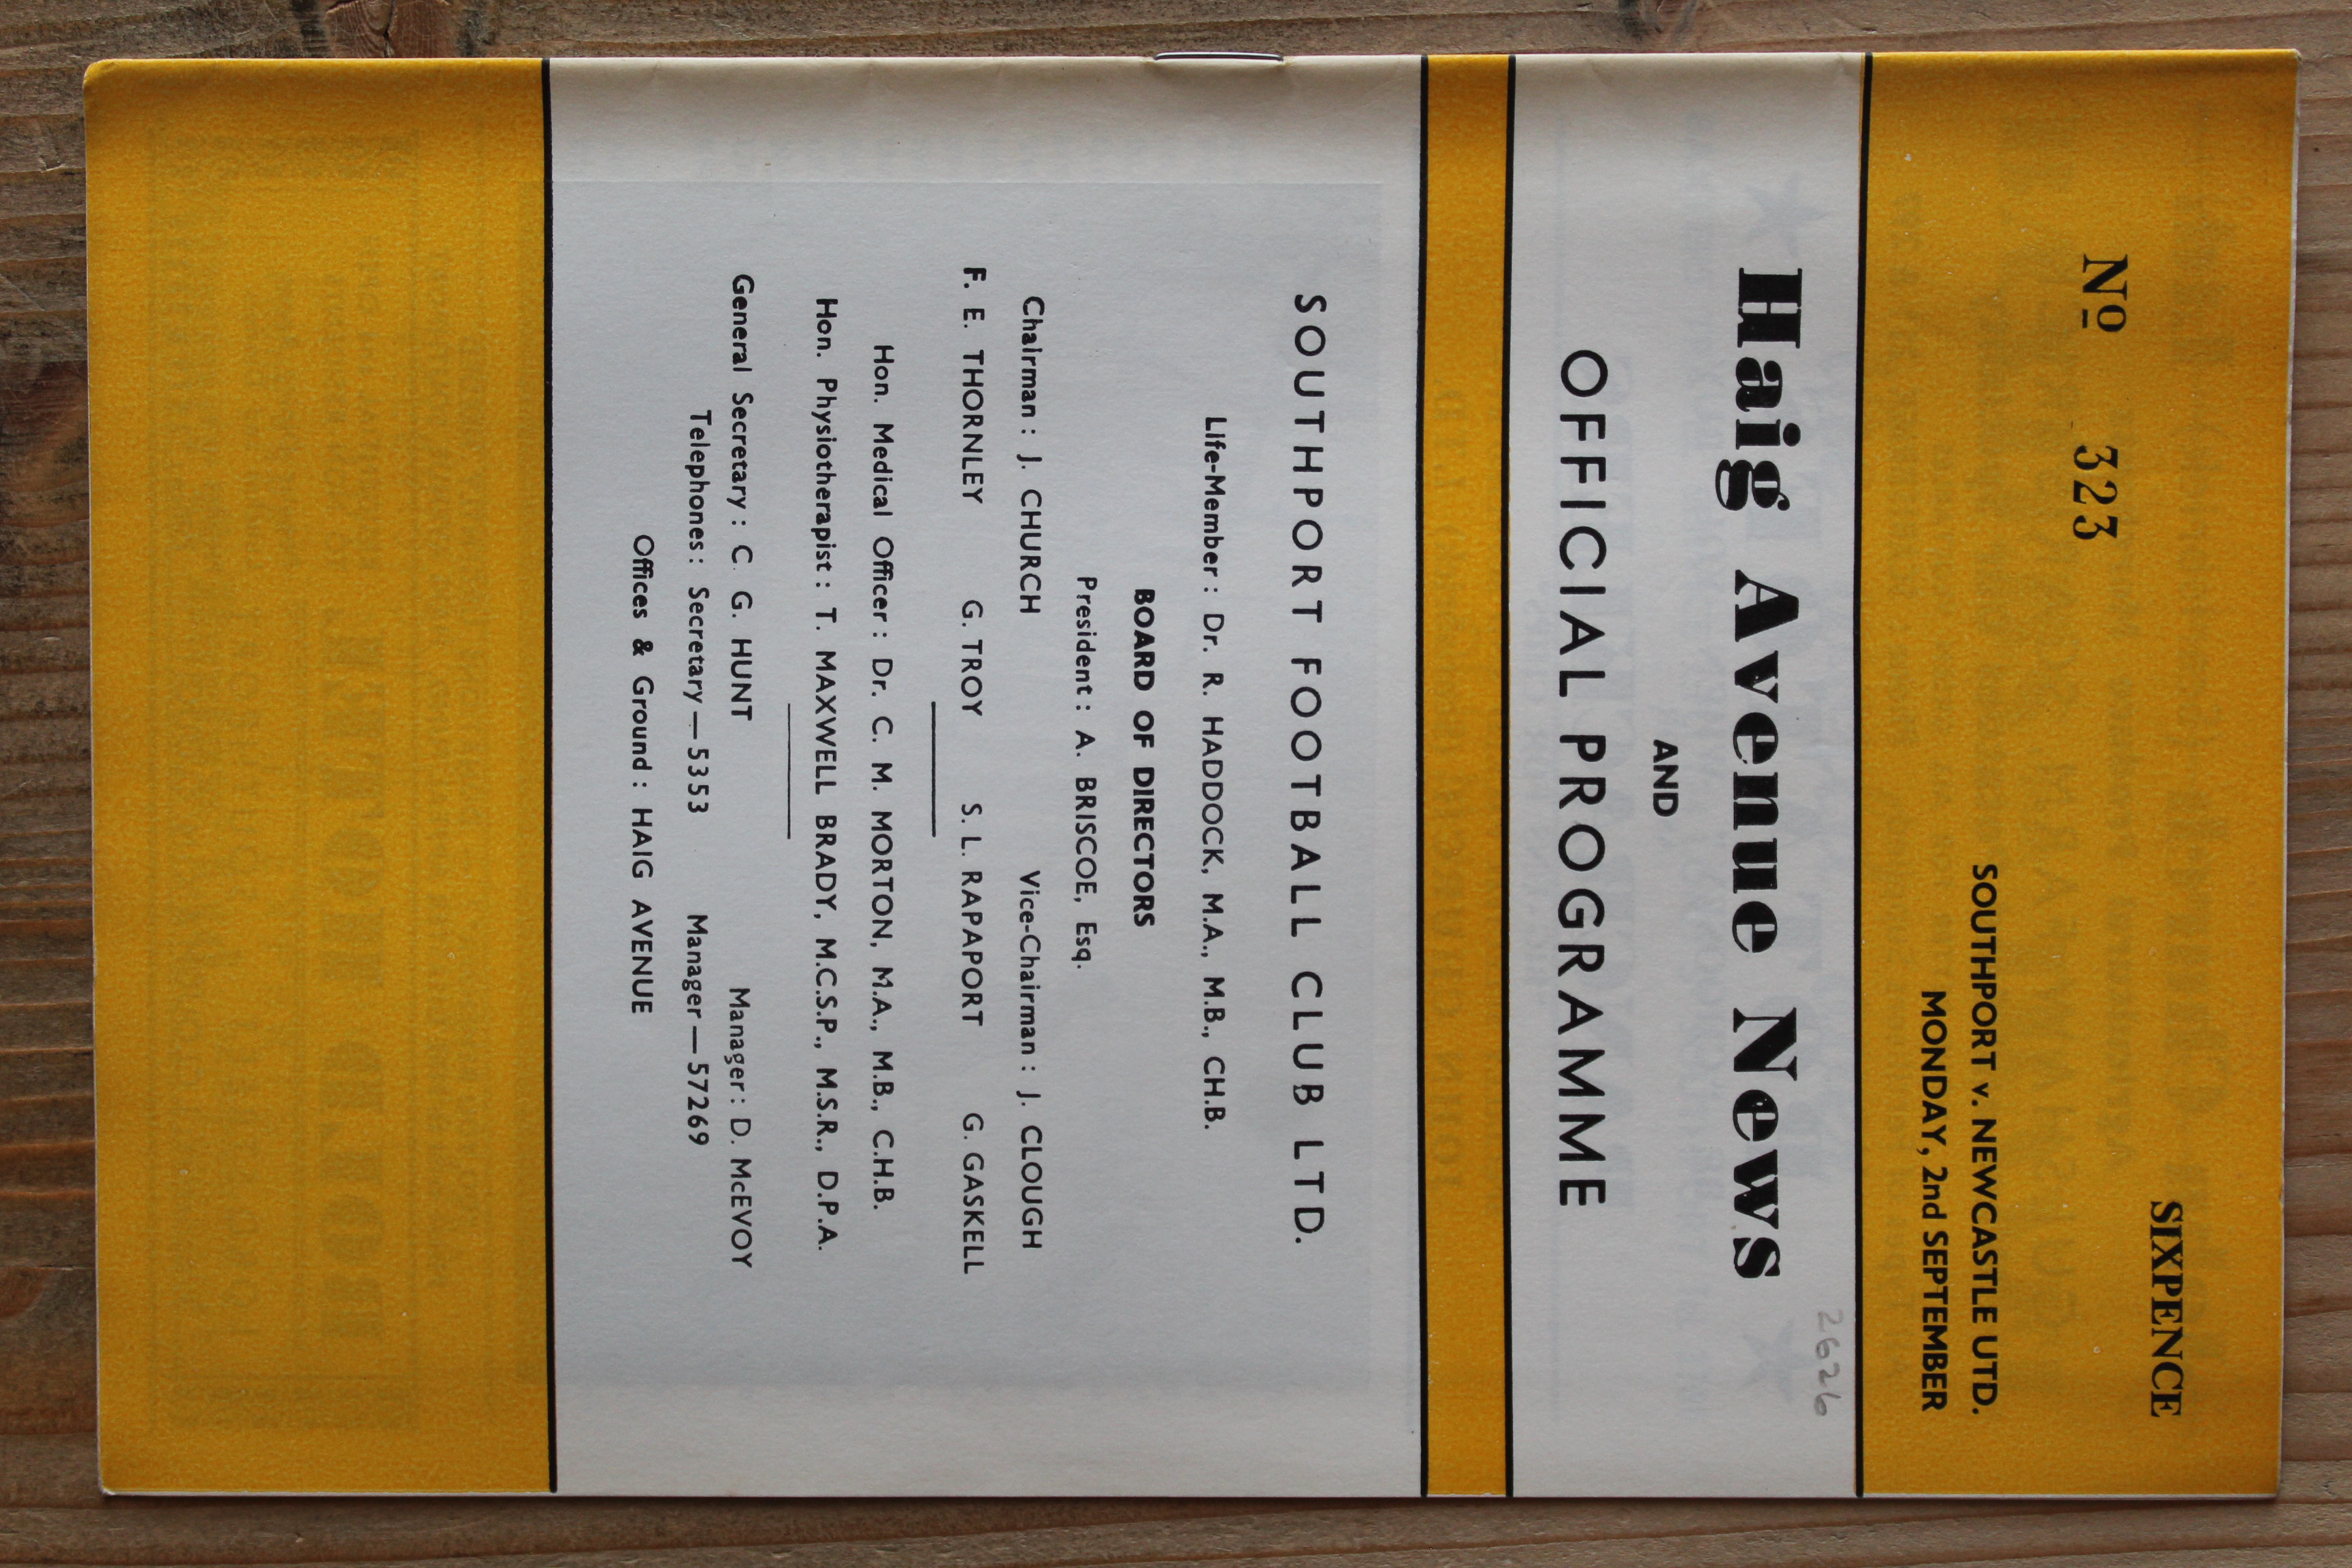 SIXPENCE
No 323
SOUTHPORT v. NEWCASTLE UTD.
MONDAY, 2nd SEPTEMBER
2626
Haig Avenue News
AND
OFFICIAL PROGRAMME
SOUTHPORT FOOTBALL CLUB LTD.
Life-Member : Dr. R. HADDOCK, M.A., M.B., CH.B.
BOARD OF DIRECTORS
President : A. BRISCOE, Esq.
Chairman : J. CHURCH Vice-Chairman : J. CLOUGH
F. E. THORNLEY G. TROY S. L. RAPAPORT G. GASKELL
Hon. Medical Officer : Dr. C. M. MORTON, M.A., M.B., C.H.B.
Hon. Physiotherapist : T. MAXWELL BRADY, M.C.S.P., M.S.R., D.P.A.
General Secretary : C. G. HUNT Manager : D. McEVOY
Telephones : Secretary—5353 Manager—57269
Offices & Ground : HAIG AVENUE